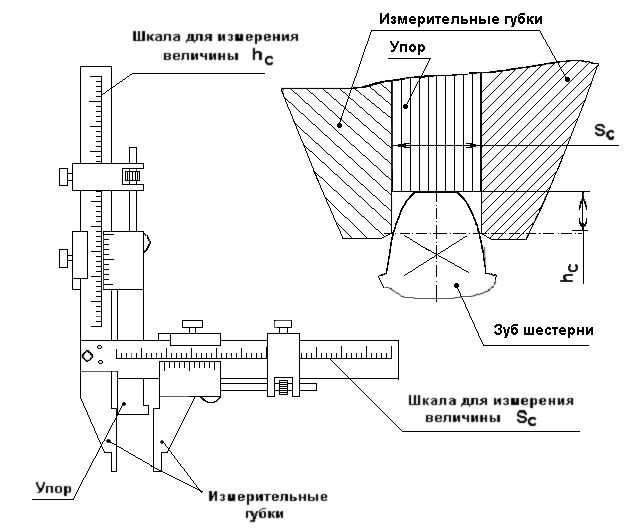 Шкала для измерения
величины hc
Измерительные губки
Упор
Sc
hc
Зуб шестерни
Шкала для измерения
величины Sc
Упор
Измерительные
губки